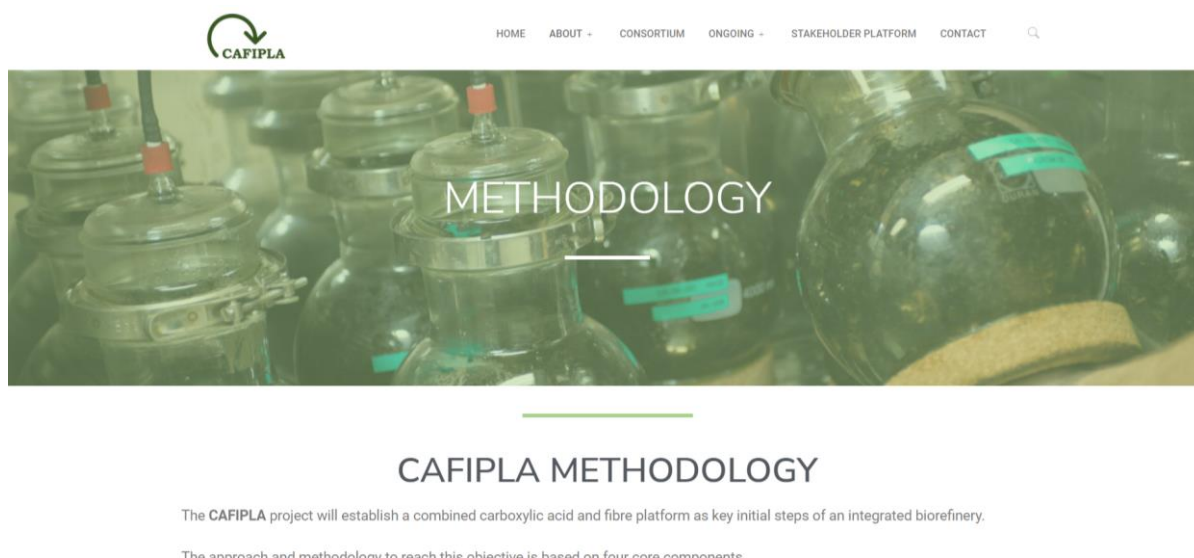 CAFIPLA
HOME ABOUT CONSORTIUM ONGOING STAKEHOLDER PLATFORM CONTACT
METHODOLOGY
CAFIPLA METHODOLOGY
The CAFIPLA project will establish a combined carboxylic acid and fibre platform as key initial steps of an integrated biorefinery.
The approach and methodology to reach this objective is based on four core components